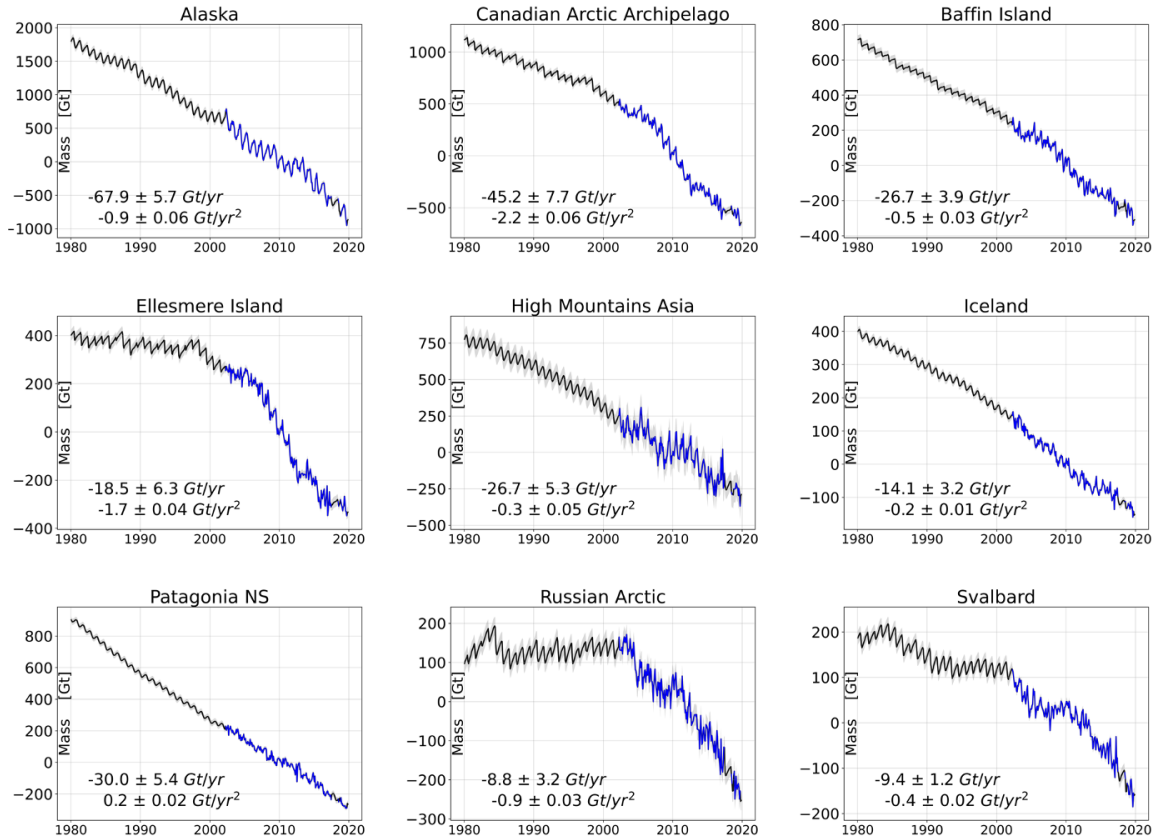 Alaska
2000
1500
1000
500
0
−500
−1000
Mass [Gt]
-67.9 ± 5.7 Gt/yr
-0.9 ± 0.06 Gt/yr²
1980 1990 2000 2010 2020
Canadian Arctic Archipelago
1000
500
0
−500
Mass [Gt]
-45.2 ± 7.7 Gt/yr
-2.2 ± 0.06 Gt/yr²
1980 1990 2000 2010 2020
Baffin Island
800
600
400
200
0
−200
−400
Mass [Gt]
-26.7 ± 3.9 Gt/yr
-0.5 ± 0.03 Gt/yr²
1980 1990 2000 2010 2020
Ellesmere Island
400
200
0
−200
−400
Mass [Gt]
-18.5 ± 6.3 Gt/yr
-1.7 ± 0.04 Gt/yr²
1980 1990 2000 2010 2020
High Mountains Asia
750
500
250
0
−250
−500
Mass [Gt]
-26.7 ± 5.3 Gt/yr
-0.3 ± 0.05 Gt/yr²
1980 1990 2000 2010 2020
Iceland
400
300
200
100
0
−100
Mass [Gt]
-14.1 ± 3.2 Gt/yr
-0.2 ± 0.01 Gt/yr²
1980 1990 2000 2010 2020
Patagonia NS
800
600
400
200
0
−200
Mass [Gt]
-30.0 ± 5.4 Gt/yr
0.2 ± 0.02 Gt/yr²
1980 1990 2000 2010 2020
Russian Arctic
200
100
0
−100
−200
−300
Mass [Gt]
-8.8 ± 3.2 Gt/yr
-0.9 ± 0.03 Gt/yr²
1980 1990 2000 2010 2020
Svalbard
200
100
0
−100
−200
Mass [Gt]
-9.4 ± 1.2 Gt/yr
-0.4 ± 0.02 Gt/yr²
1980 1990 2000 2010 2020